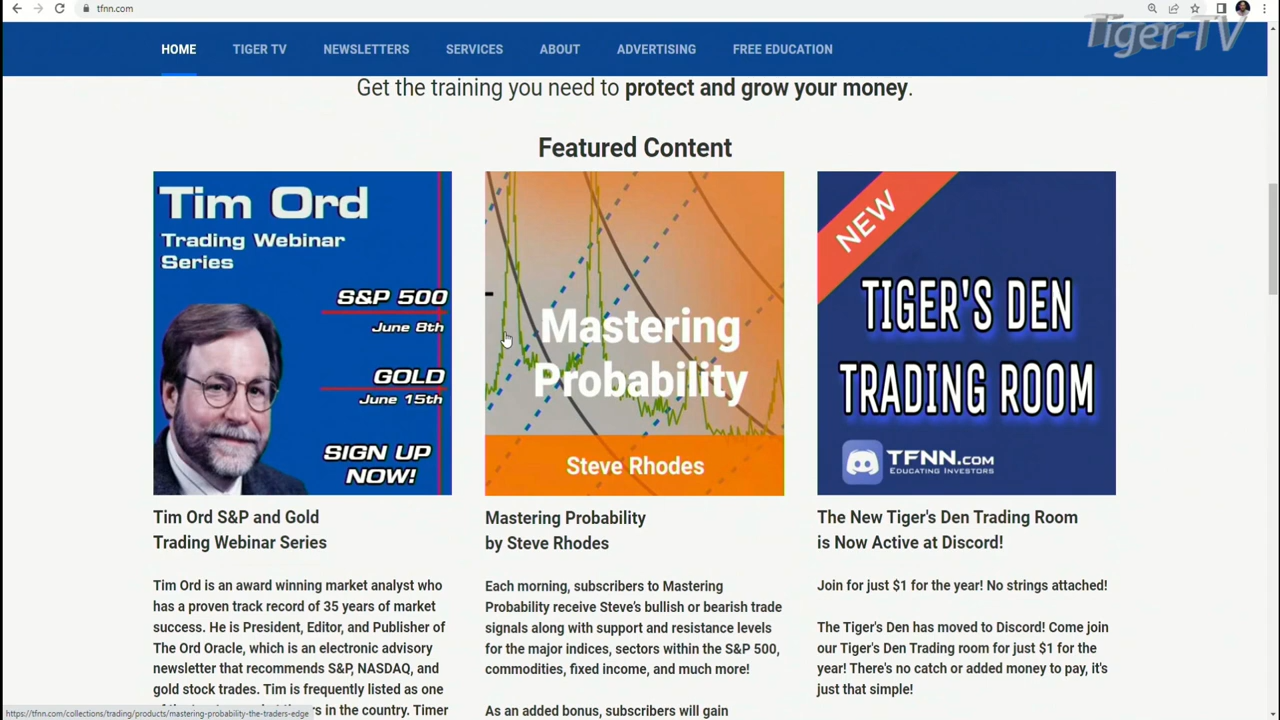 tfnn.com
Tiger-TV
HOME
TIGER TV
NEWSLETTERS
SERVICES
ABOUT
ADVERTISING
FREE EDUCATION
Get the training you need to protect and grow your money.
Featured Content
Tim Ord
Trading Webinar
Series
S&P 500
June 8th
GOLD
June 15th
SIGN UP
NOW!
Mastering
Probability
Steve Rhodes
NEW
TIGER'S DEN
TRADING ROOM
TFNN.COM
EDUCATING INVESTORS
Tim Ord S&P and Gold
Trading Webinar Series
Tim Ord is an award winning market analyst who
has a proven track record of 35 years of market
success. He is President, Editor, and Publisher of
The Ord Oracle, which is an electronic advisory
newsletter that recommends S&P, NASDAQ, and
gold stock trades. Tim is frequently listed as one
in the country. Timer
Mastering Probability
by Steve Rhodes
Each morning, subscribers to Mastering
Probability receive Steve's bullish or bearish trade
signals along with support and resistance levels
for the major indices, sectors within the S&P 500,
commodities, fixed income, and much more!
As an added bonus, subscribers will gain
The New Tiger's Den Trading Room
is Now Active at Discord!
Join for just $1 for the year! No strings attached!
The Tiger's Den has moved to Discord! Come join
our Tiger's Den Trading room for just $1 for the
year! There's no catch or added money to pay, it's
just that simple!
https://tfnn.com/collections/trading/products/mastering-probability-the-traders-edge